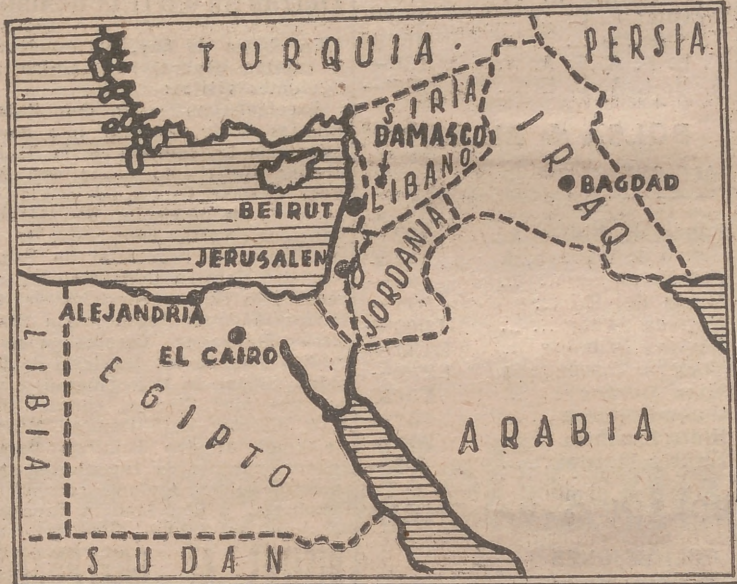 TURQUIA
PERSIA
SIRIA
DAMASCO
LIBANO
IRAQ
BAGDAD
BEIRUT
JERUSALEN
JORDANIA
ALEJANDRIA
EL CAIRO
LIBIA
EGIPTO
ARABIA
SUDAN